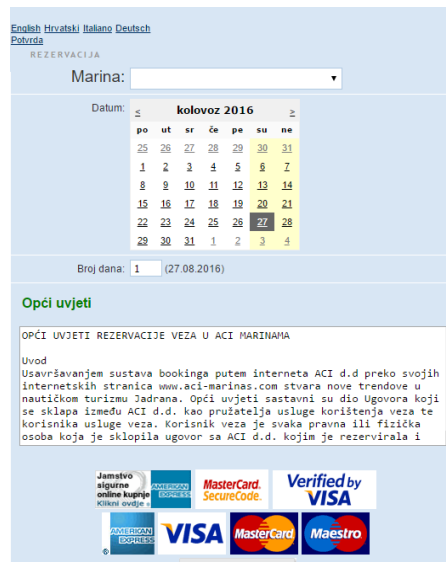 English Hrvatski Italiano Deutsch
Potvrda
REZERVACIJA
Marina:
Datum: < kolovoz 2016 >
po ut sr če pe su ne
25 26 27 28 29 30 31
1 2 3 4 5 6 7
8 9 10 11 12 13 14
15 16 17 18 19 20 21
22 23 24 25 26 27 28
29 30 31 1 2 3 4
Broj dana: 1 (27.08.2016)
Opći uvjeti
OPĆI UVJETI REZERVACIJE VEZA U ACI MARINAMA
Uvod
Usavršavanjem sustava bookinga putem interneta ACI d.d preko svojih
internetskih stranica www.aci-marinas.com stvara nove trendove u
nautičkom turizmu Jadrana. Opći uvjeti sastavni su dio Ugovora koji
se sklapa između ACI d.d. kao pružatelja usluge korištenja veza te
korisnika usluge veza. Korisnik veza je svaka pravna ili fizička
osoba koja je sklopila ugovor sa ACI d.d. kojim je rezervirala i
Jamstvo
sigurne
online kupnje
Klikni ovdje »
AMERICAN EXPRESS
MasterCard.
SecureCode.
Verified by
VISA
AMERICAN EXPRESS
®
VISA
MasterCard
Maestro